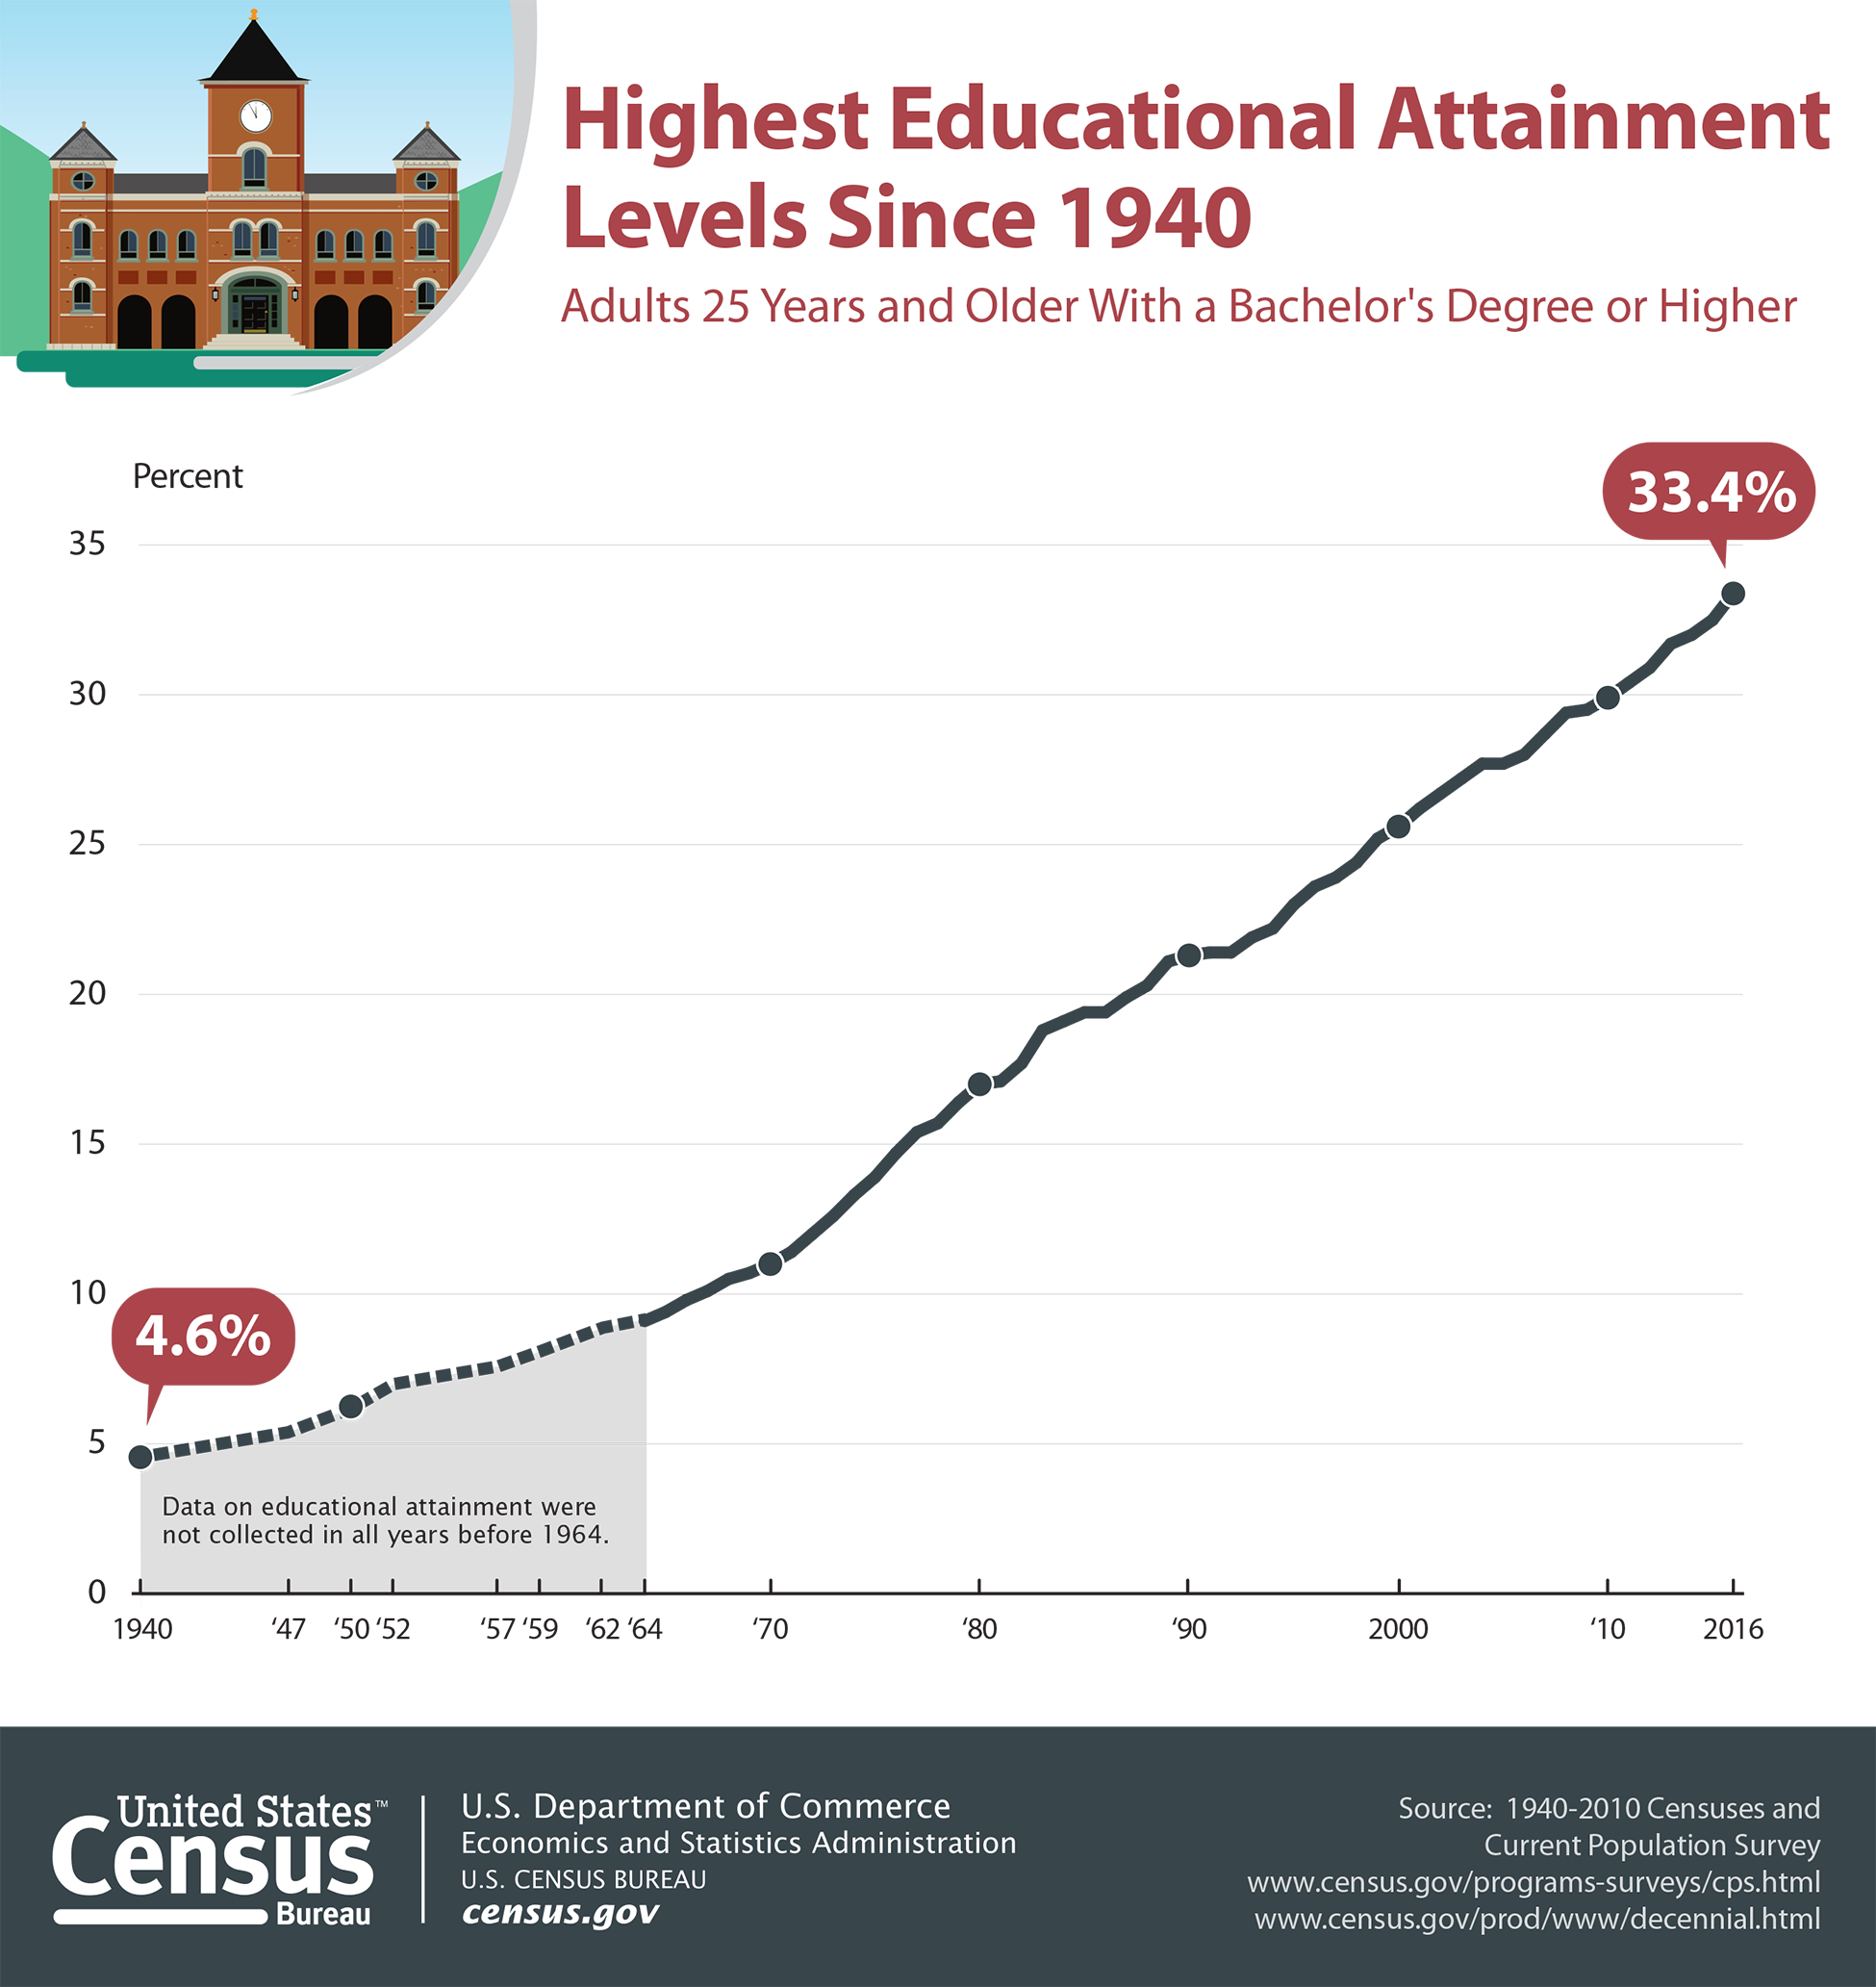 Highest Educational Attainment
Levels Since 1940
Adults 25 Years and Older With a Bachelor's Degree or Higher
Percent
33.4%
35
30
25
20
15
10
4.6%
5
Data on educational attainment were
not collected in all years before 1964.
0
1940 ‘47 ‘50 ‘52 ‘57 ‘59 ‘62 ‘64 ‘70 ‘80 ‘90 2000 ‘10 2016
United States™
Census
Bureau
U.S. Department of Commerce
Economics and Statistics Administration
U.S. CENSUS BUREAU
census.gov
Source: 1940-2010 Censuses and
Current Population Survey
www.census.gov/programs-surveys/cps.html
www.census.gov/prod/www/decennial.html